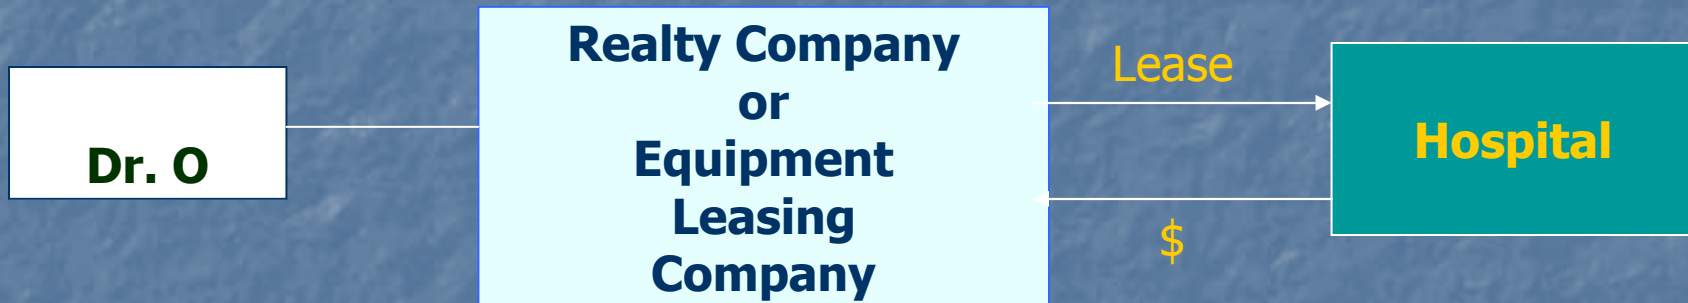 Dr. O
Realty Company
or
Equipment
Leasing
Company
Lease
$
Hospital